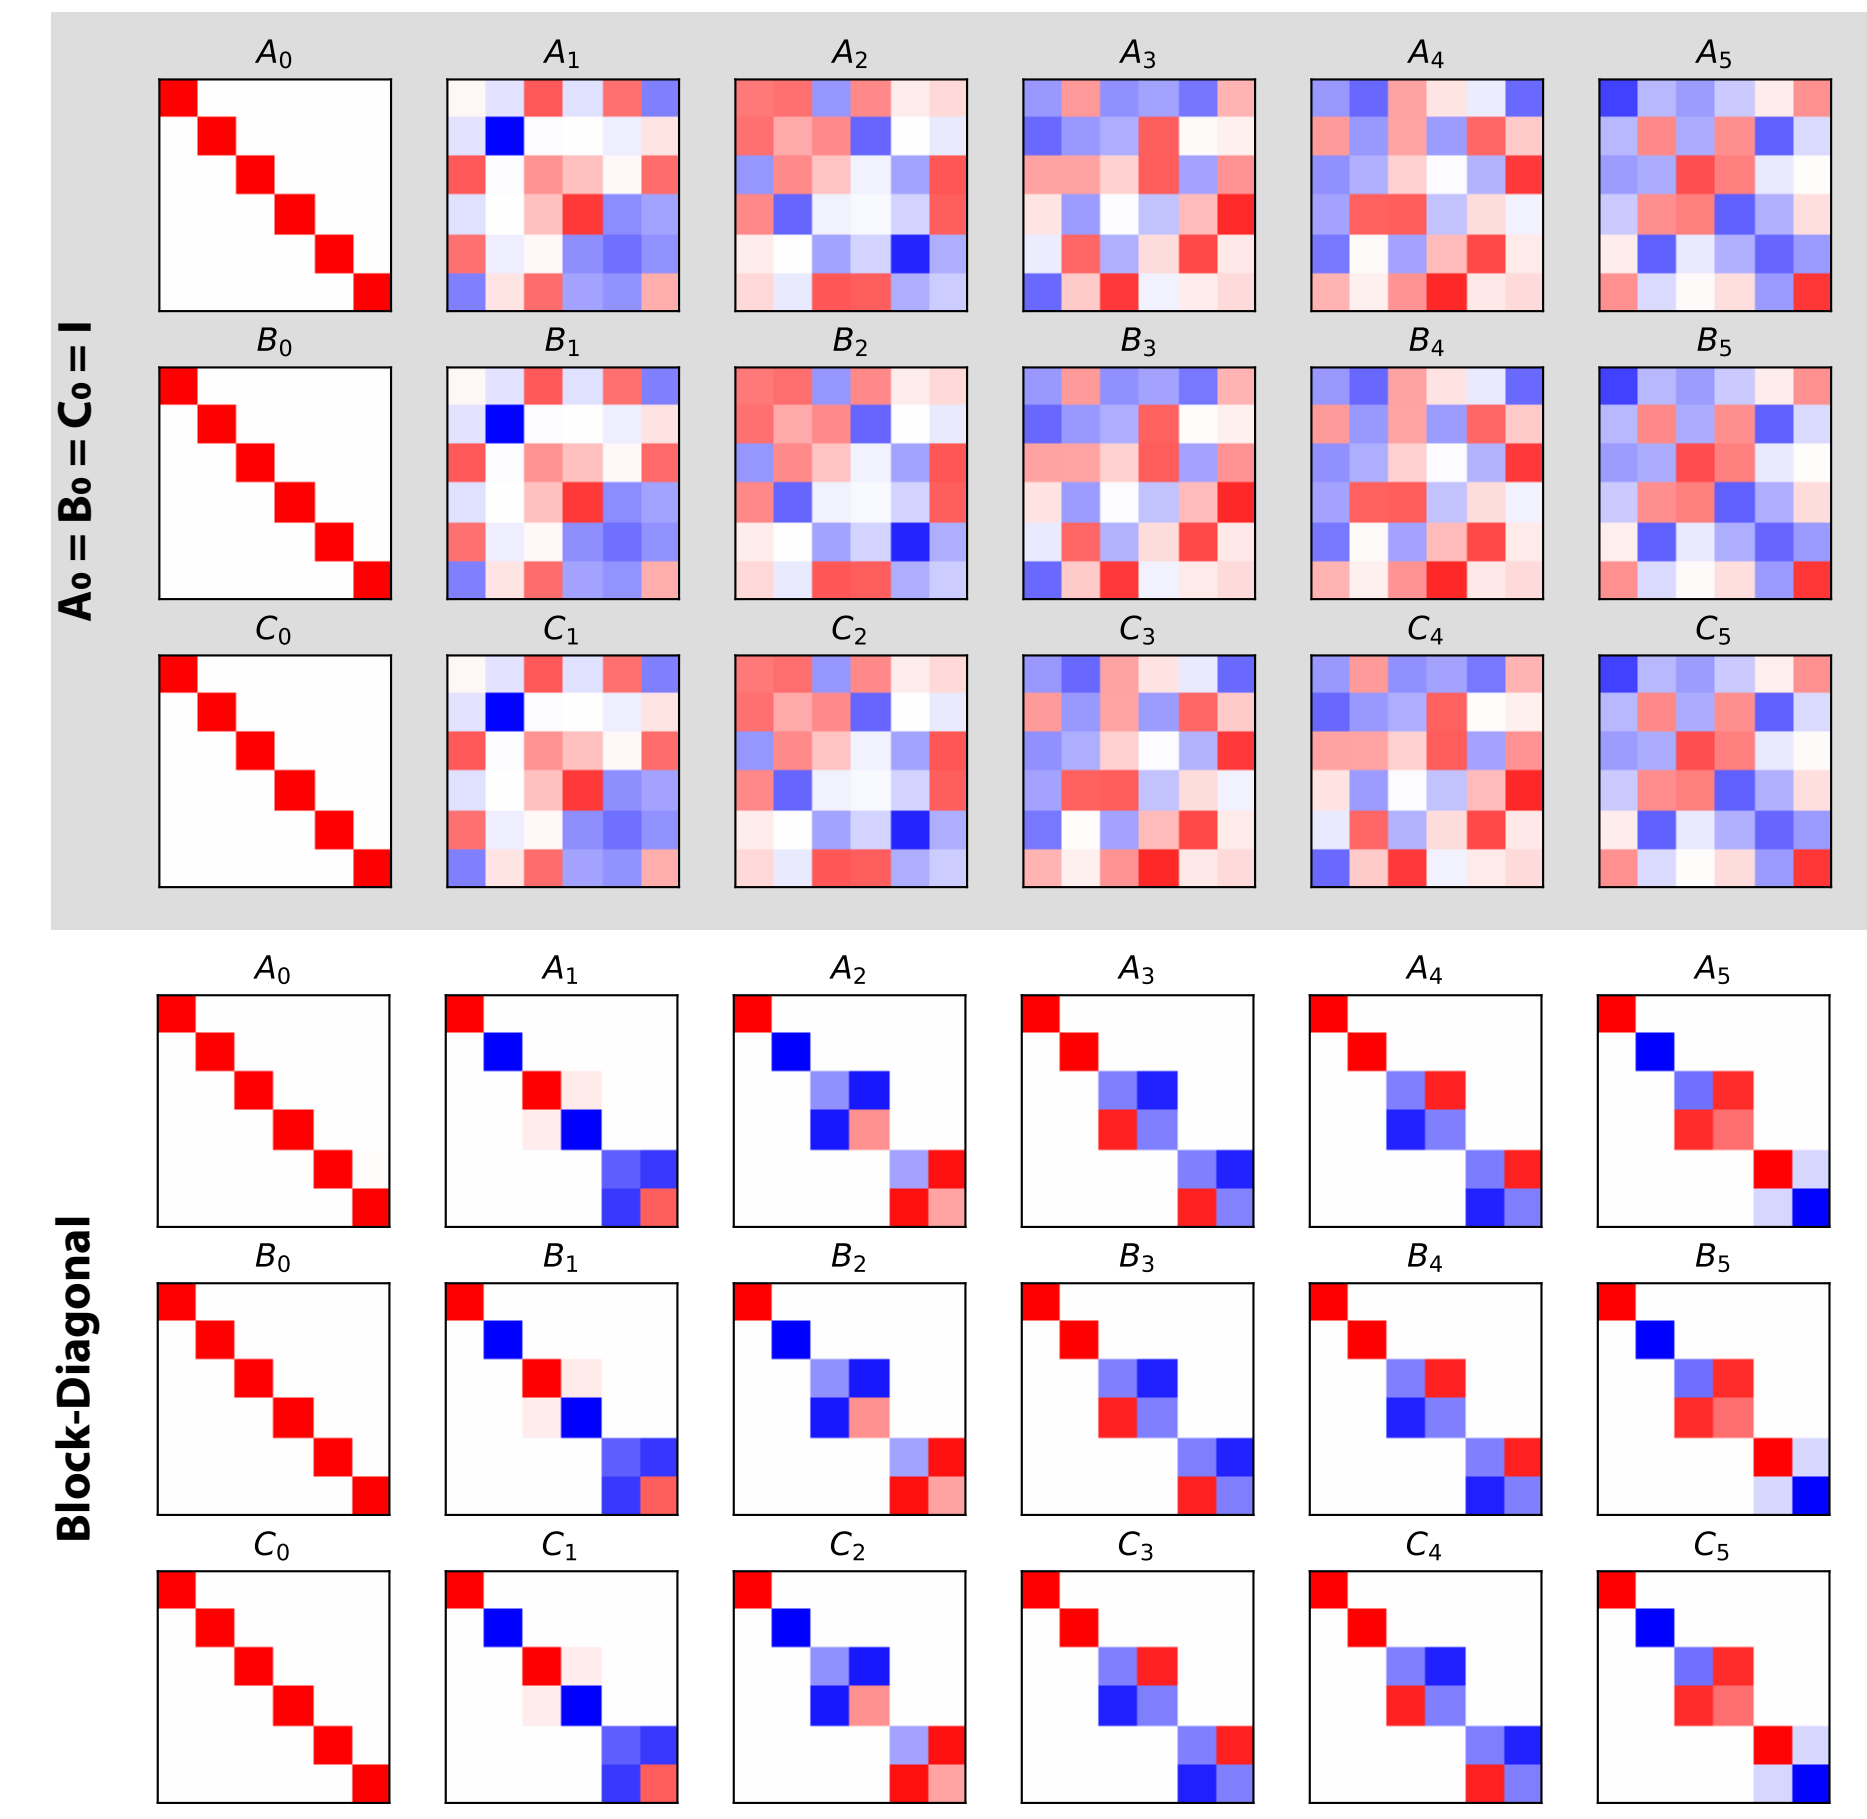 A₀ = B₀ = C₀ = I
A₀ A₁ A₂ A₃ A₄ A₅
B₀ B₁ B₂ B₃ B₄ B₅
C₀ C₁ C₂ C₃ C₄ C₅
Block-Diagonal
A₀ A₁ A₂ A₃ A₄ A₅
B₀ B₁ B₂ B₃ B₄ B₅
C₀ C₁ C₂ C₃ C₄ C₅